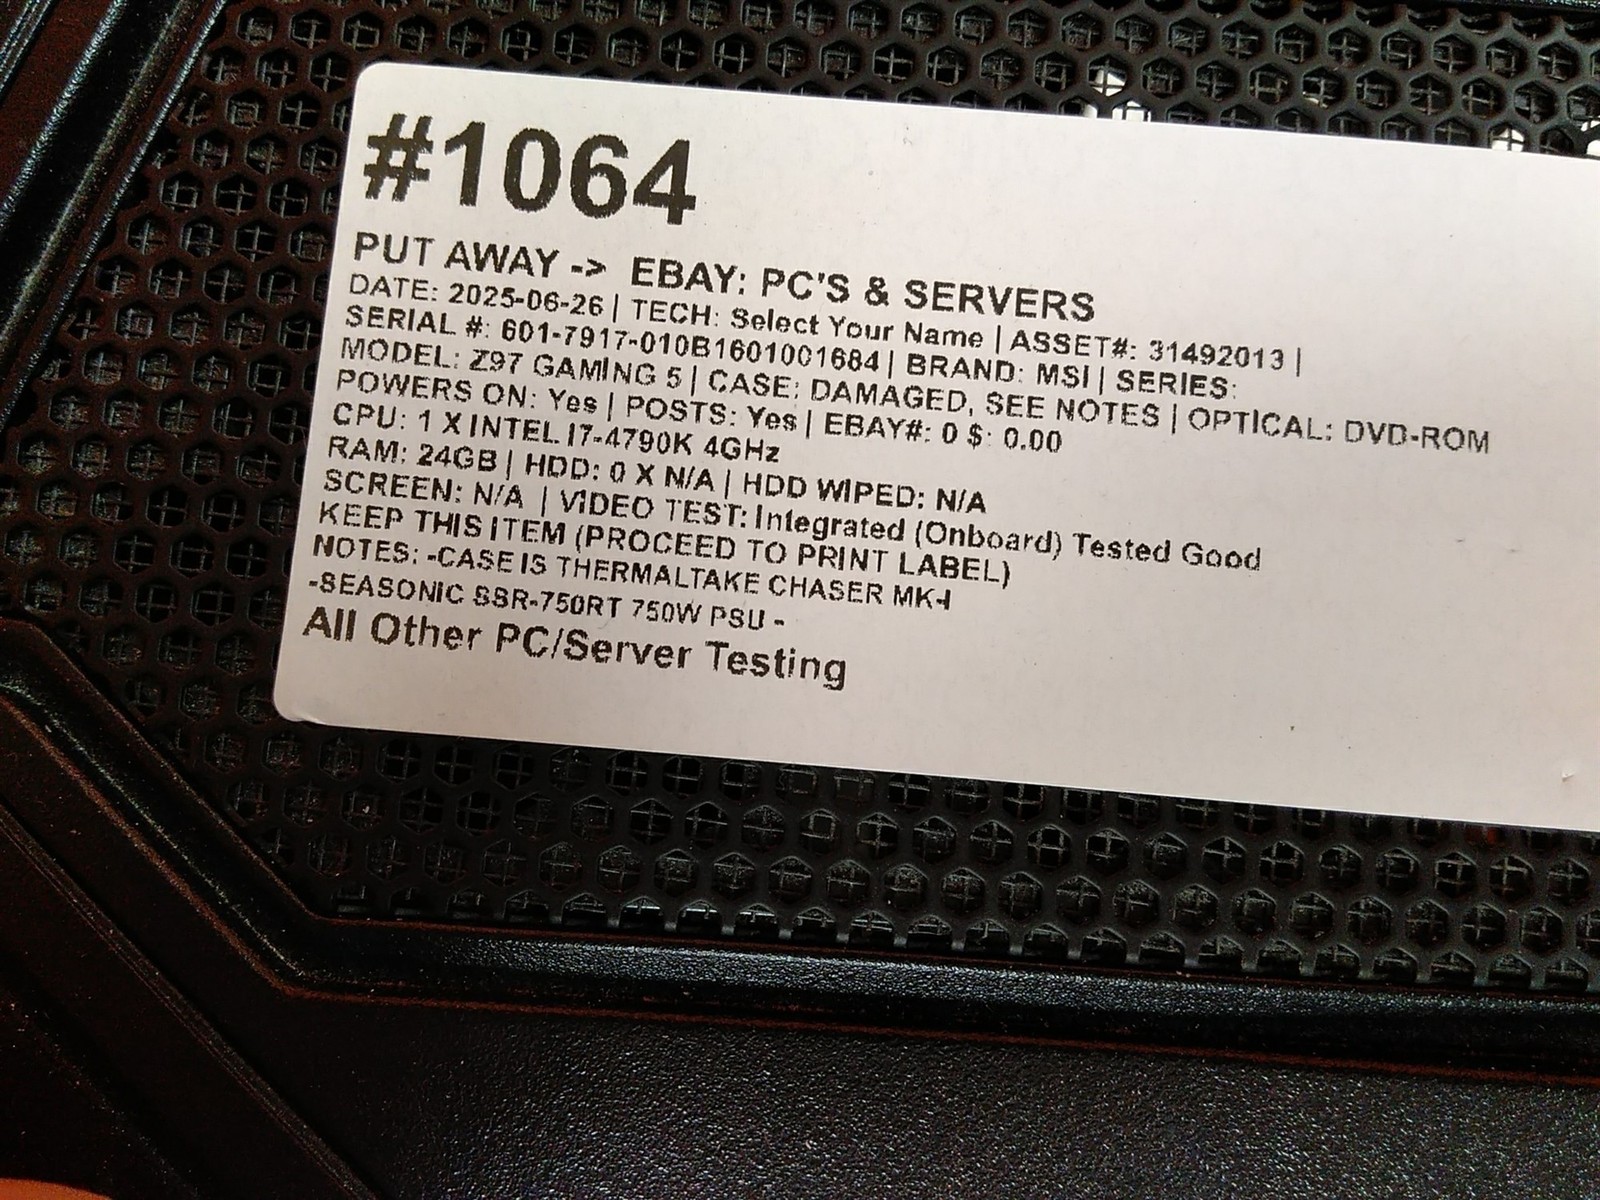 #1064
PUT AWAY -> EBAY: PC'S & SERVERS
DATE: 2025-06-26 | TECH: Select Your Name | ASSET#: 31492013 |
SERIAL #: 601-7917-010B1601001684 | BRAND: MSI | SERIES:
MODEL: Z97 GAMING 5 | CASE: DAMAGED, SEE NOTES | OPTICAL: DVD-ROM
POWERS ON: Yes | POSTS: Yes | EBAY#: 0 $: 0.00
CPU: 1 X INTEL I7-4790K 4GHz
RAM: 24GB | HDD: 0 X N/A | HDD WIPED: N/A
SCREEN: N/A | VIDEO TEST: Integrated (Onboard) Tested Good
KEEP THIS ITEM (PROCEED TO PRINT LABEL)
NOTES: -CASE IS THERMALTAKE CHASER MK-I
-SEASONIC SSR-750RT 750W PSU -
All Other PC/Server Testing